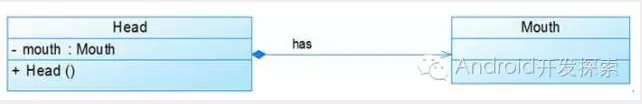 Head
- mouth : Mouth
+ Head ()
has
Mouth
Android开发探索